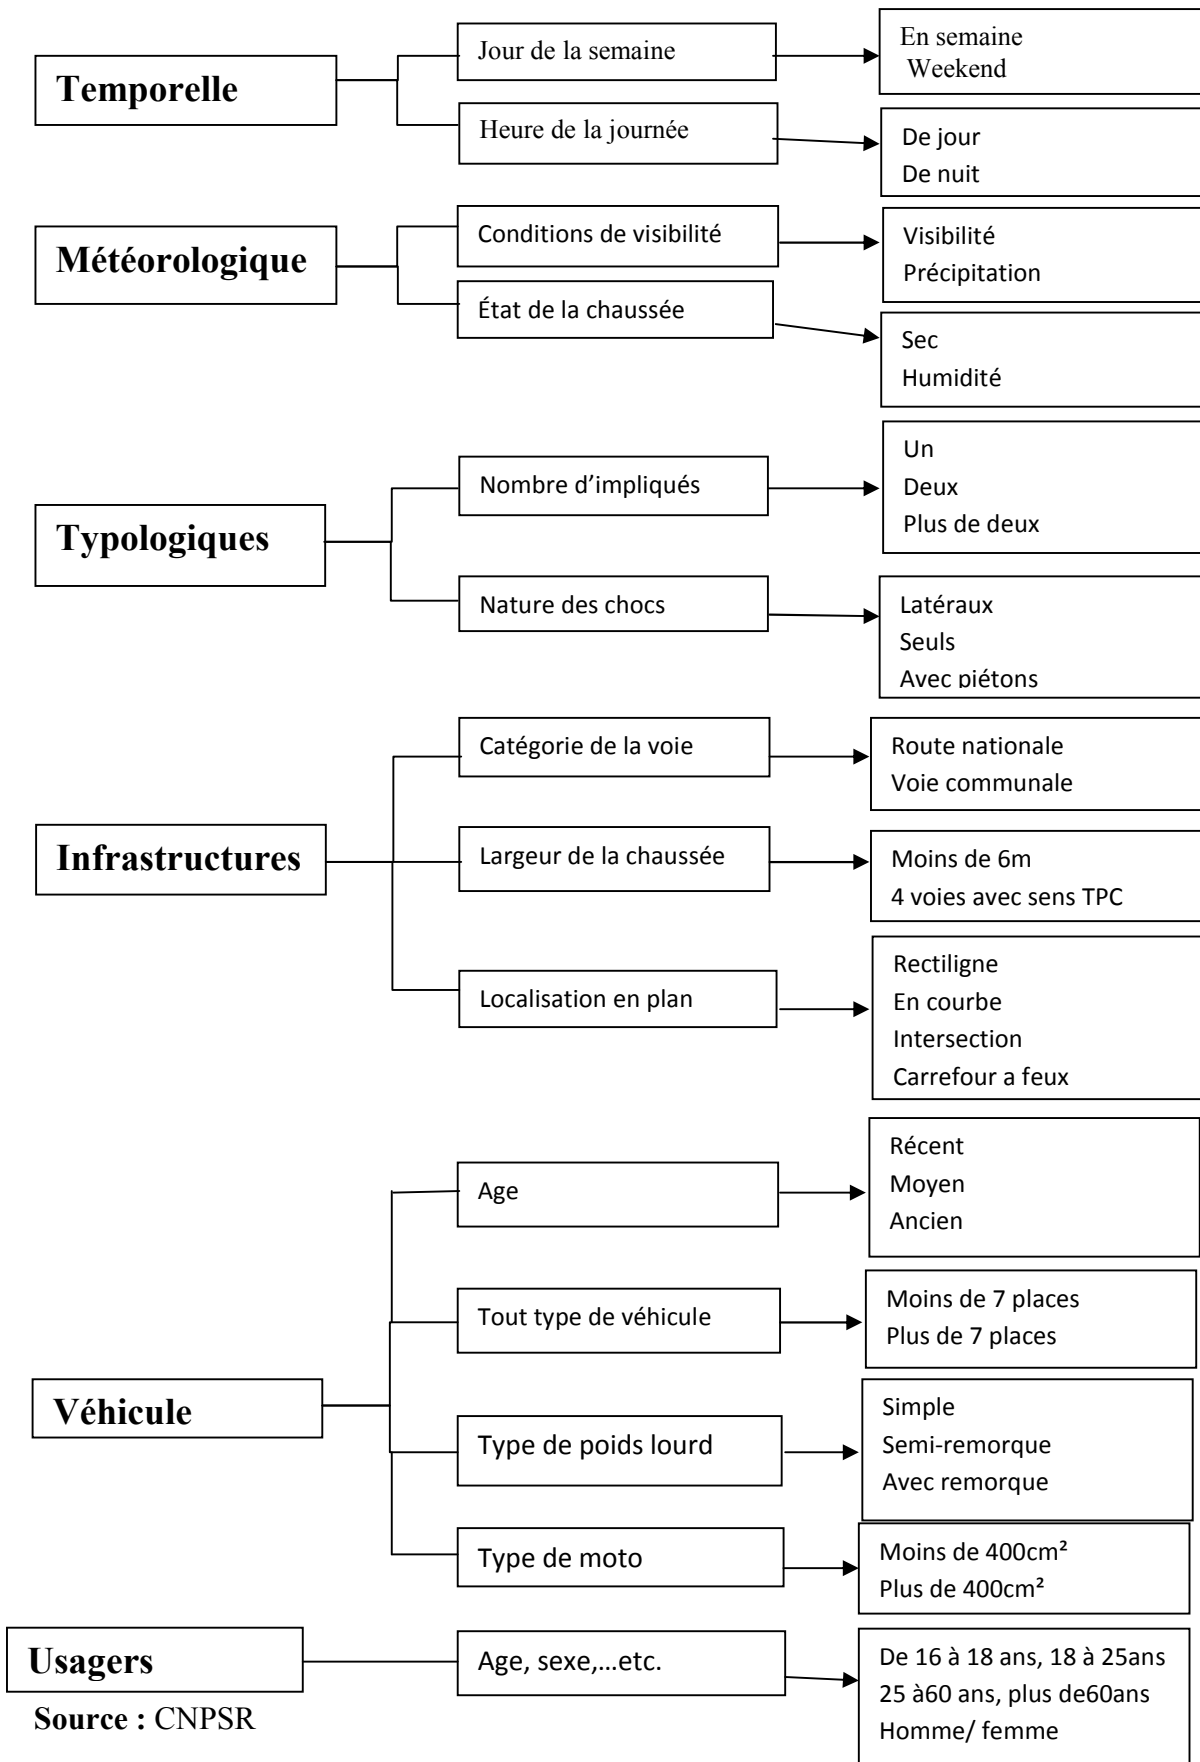 Temporelle
Jour de la semaine
En semaine
Weekend
Heure de la journée
De jour
De nuit
Météorologique
Conditions de visibilité
Visibilité
Précipitation
État de la chaussée
Sec
Humidité
Typologiques
Nombre d’impliqués
Un
Deux
Plus de deux
Nature des chocs
Latéraux
Seuls
Avec piétons
Infrastructures
Catégorie de la voie
Route nationale
Voie communale
Largeur de la chaussée
Moins de 6m
4 voies avec sens TPC
Localisation en plan
Rectiligne
En courbe
Intersection
Carrefour a feux
Véhicule
Age
Récent
Moyen
Ancien
Tout type de véhicule
Moins de 7 places
Plus de 7 places
Type de poids lourd
Simple
Semi-remorque
Avec remorque
Type de moto
Moins de 400cm²
Plus de 400cm²
Usagers
Age, sexe,...etc.
De 16 à 18 ans, 18 à 25ans
25 à60 ans, plus de60ans
Homme/ femme
Source : CNPSR